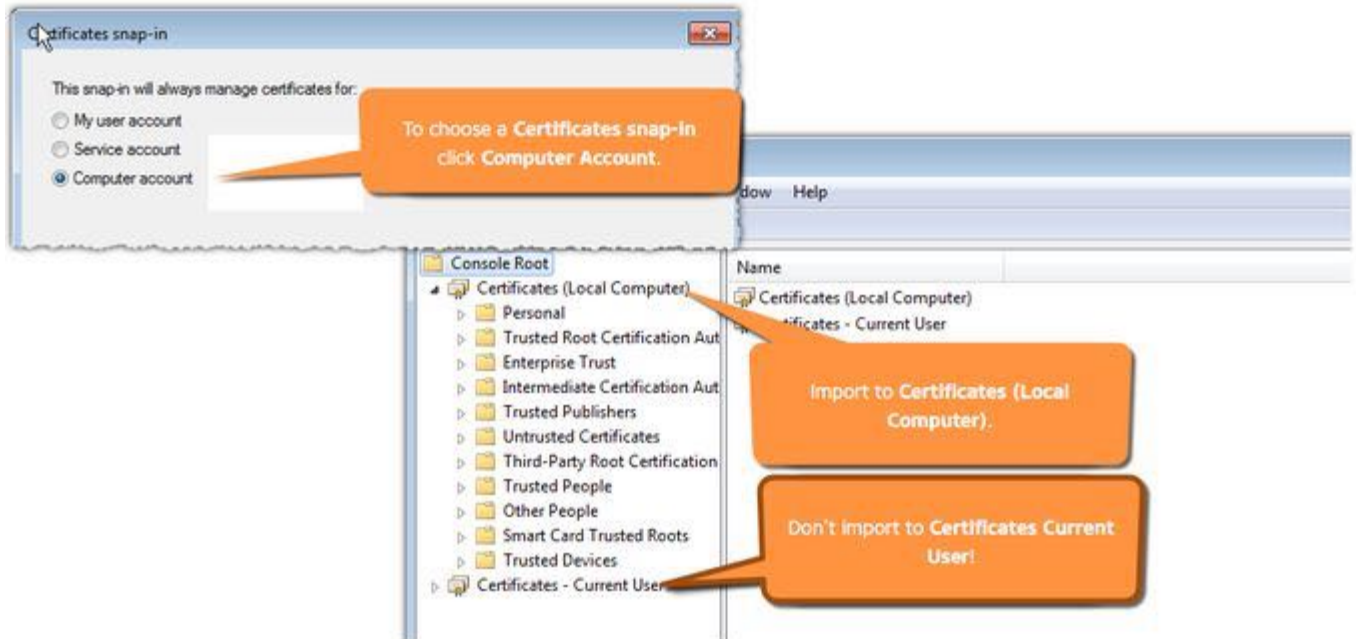 Certificates snap-in
This snap-in will always manage certificates for:
My user account
Service account
Computer account
To choose a Certificates snap-in
click Computer Account.
dow Help
Console Root
Certificates (Local Computer)
Personal
Trusted Root Certification Aut
Enterprise Trust
Intermediate Certification Aut
Trusted Publishers
Untrusted Certificates
Third-Party Root Certification
Trusted People
Other People
Smart Card Trusted Roots
Trusted Devices
Certificates - Current User
Name
Certificates (Local Computer)
tificates - Current User
Import to Certificates (Local
Computer).
Don't import to Certificates Current
User!